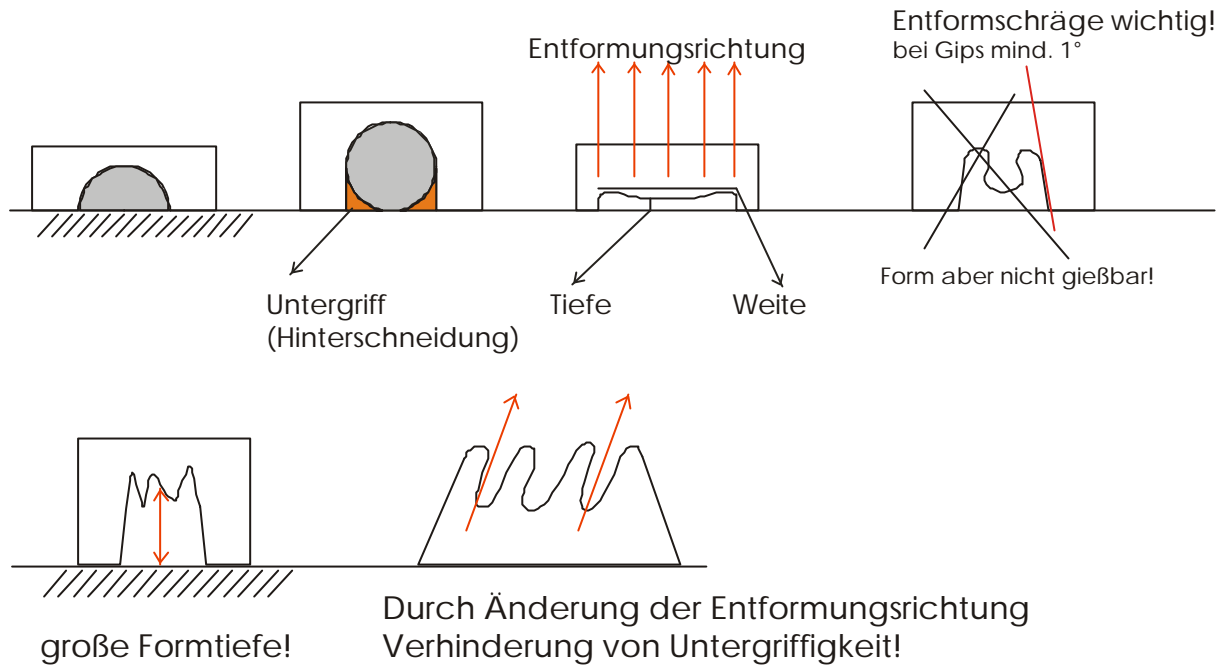 Entformschräge wichtig!
bei Gips mind. 1°
Entformungsrichtung
Form aber nicht gießbar!
Untergriff
(Hinterschneidung)
Tiefe
Weite
große Formtiefe!
Durch Änderung der Entformungsrichtung
Verhinderung von Untergriffigkeit!